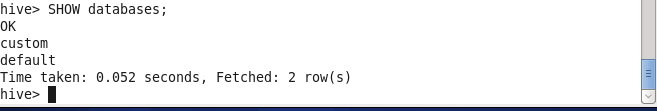 hive> SHOW databases;
OK
custom
default
Time taken: 0.052 seconds, Fetched: 2 row(s)
hive>